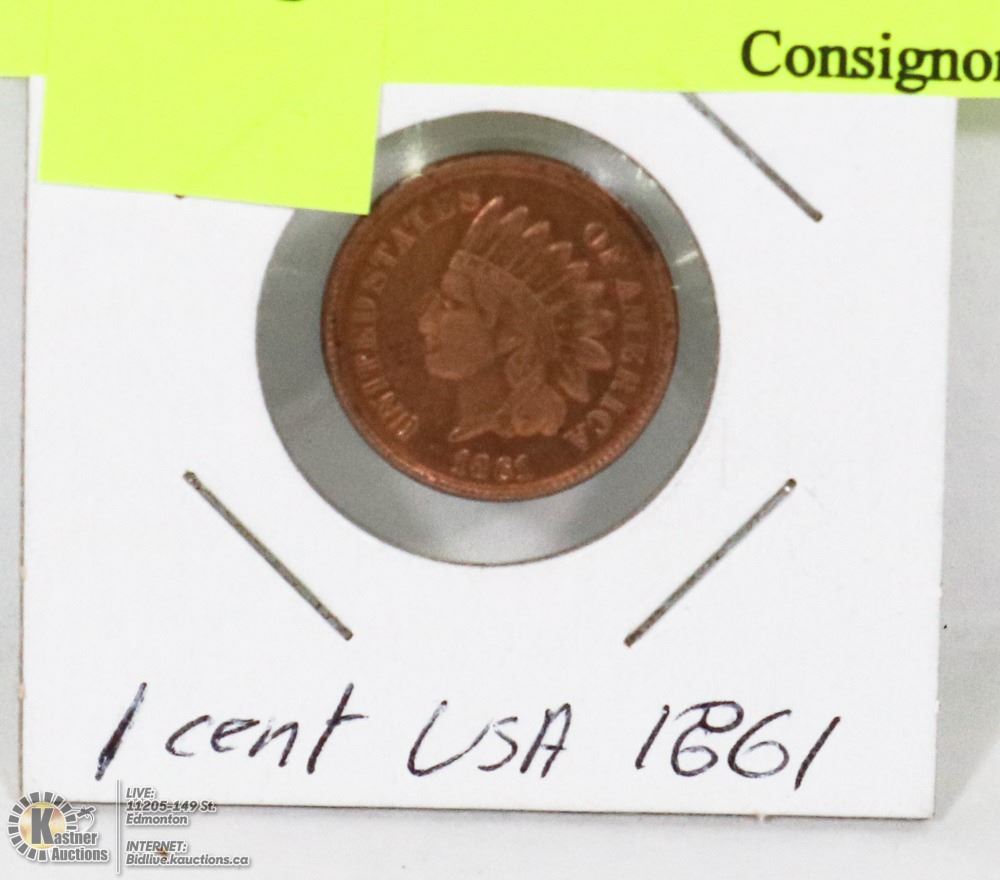 Consignor
UNITED STATES OF AMERICA
1861
1 cent USA 1861
Kastner
Auctions
LIVE:
11205-149 St.
Edmonton
INTERNET:
Bidlive.kauctions.ca